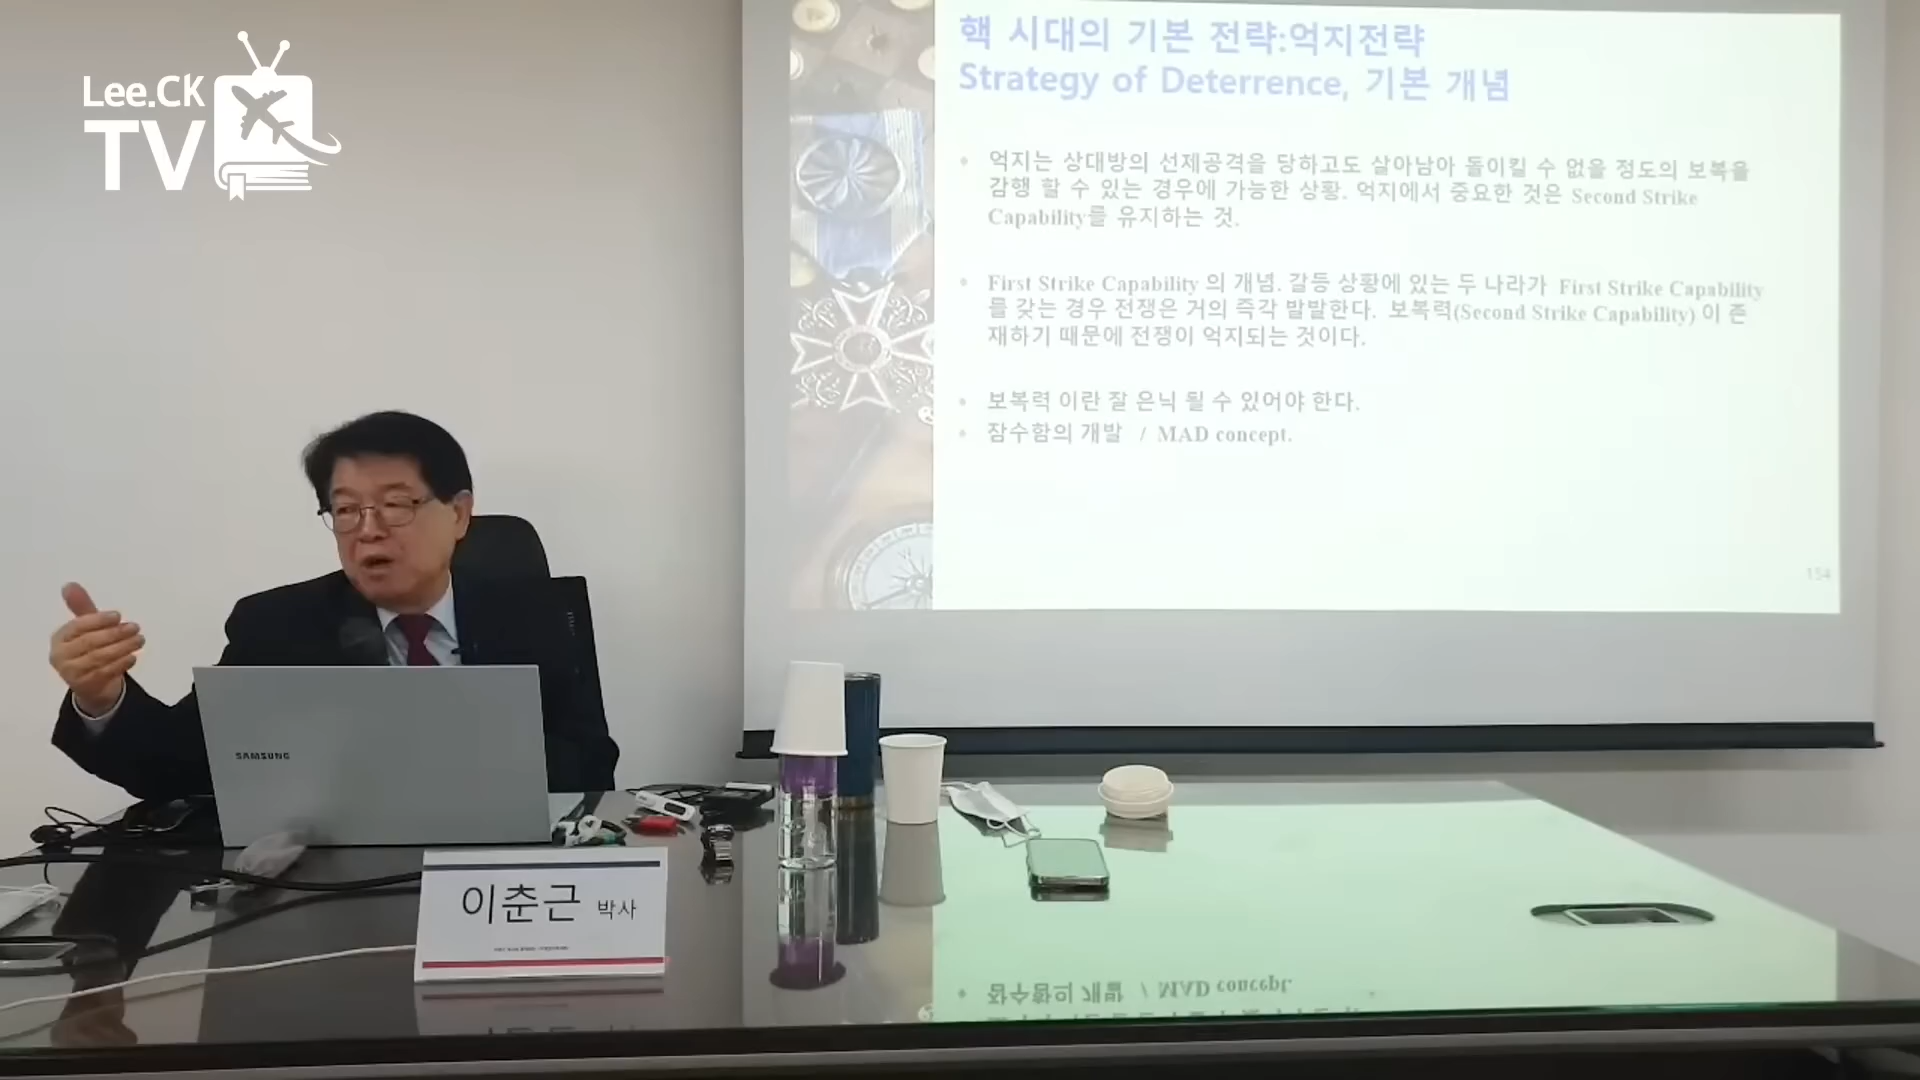 Lee.CK
TV
핵 시대의 기본 전략:억지전략
Strategy of Deterrence, 기본 개념
• 억지는 상대방의 선제공격을 당하고도 살아남아 돌이킬 수 없을 정도의 보복을
감행 할 수 있는 경우에 가능한 상황. 억지에서 중요한 것은 Second Strike
Capability를 유지하는 것.
• First Strike Capability 의 개념. 갈등 상황에 있는 두 나라가 First Strike Capability
를 갖는 경우 전쟁은 거의 즉각 발발한다. 보복력(Second Strike Capability) 이 존
재하기 때문에 전쟁이 억지되는 것이다.
• 보복력 이란 잘 은닉 될 수 있어야 한다.
• 잠수함의 개발 / MAD concept.
154
SAMSUNG
이춘근 박사